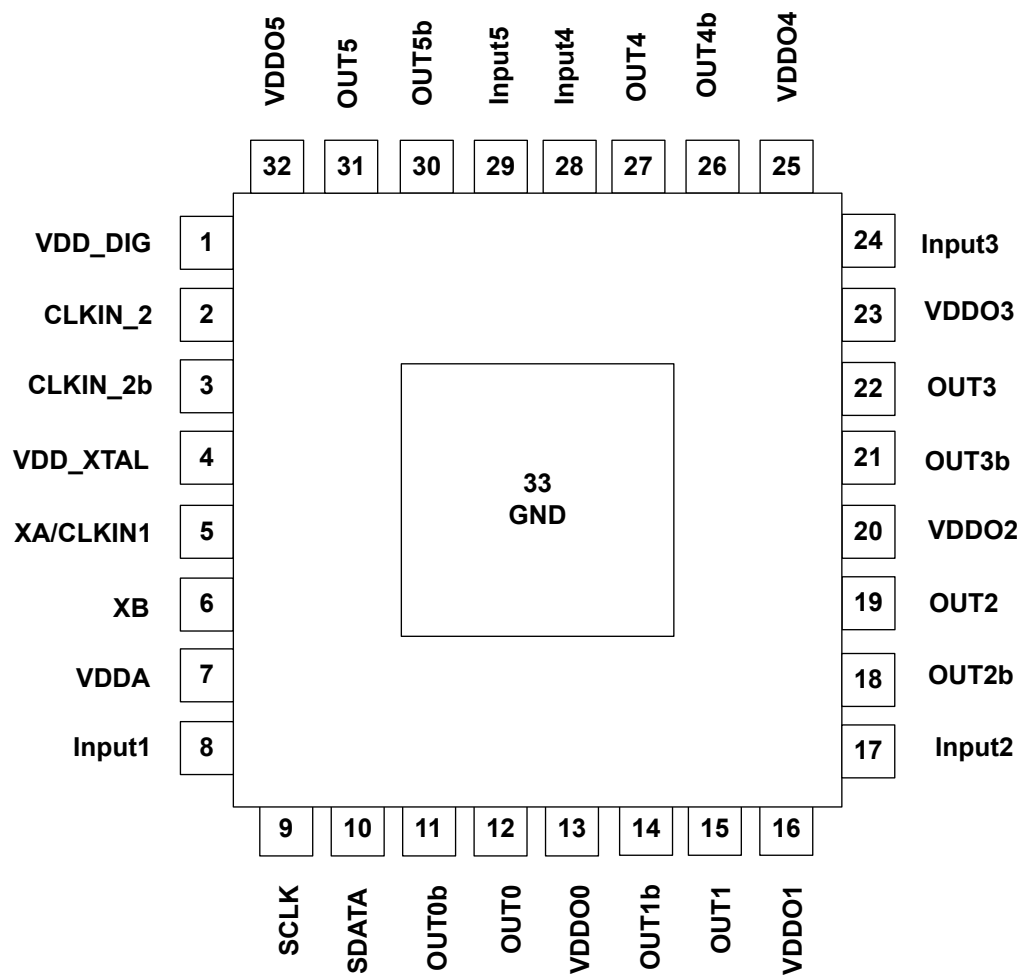 VDDO5
OUT5
OUT5b
Input5
Input4
OUT4
OUT4b
VDDO4
32 31 30 29 28 27 26 25
VDD_DIG 1
24 Input3
CLKIN_2 2
23 VDDO3
CLKIN_2b 3
22 OUT3
VDD_XTAL 4
21 OUT3b
XA/CLKIN1 5
20 VDDO2
XB 6
19 OUT2
VDDA 7
18 OUT2b
Input1 8
17 Input2
33
GND
9 10 11 12 13 14 15 16
SCLK
SDATA
OUT0b
OUT0
VDDO0
OUT1b
OUT1
VDDO1